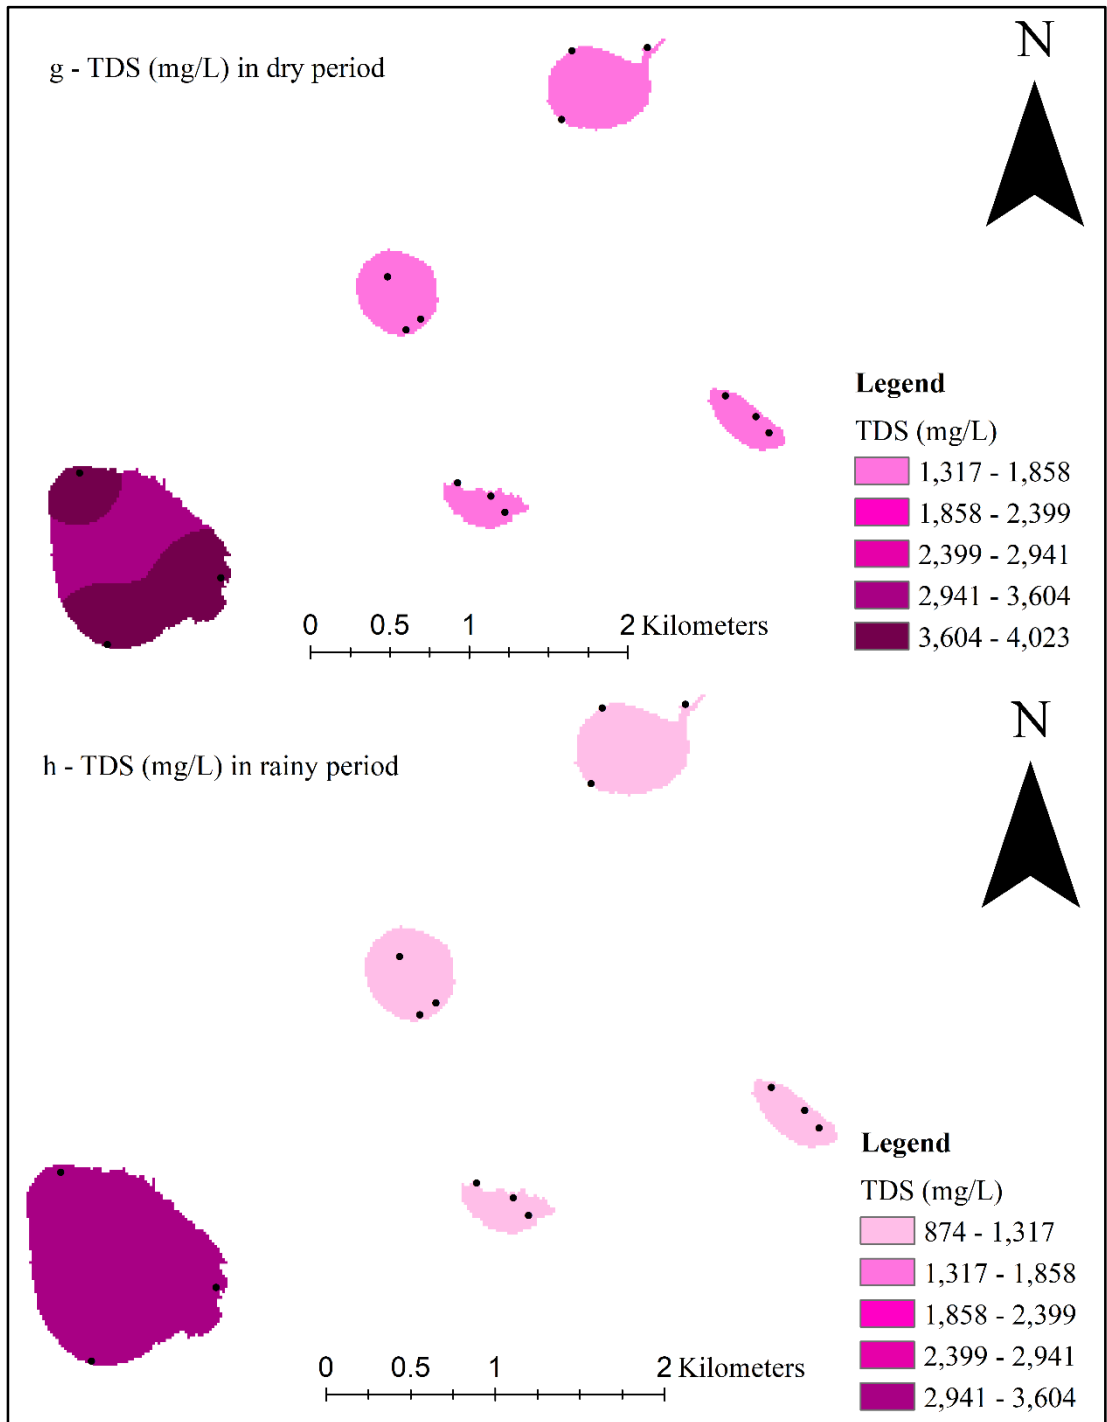 g - TDS (mg/L) in dry period
N
Legend
TDS (mg/L)
1,317 - 1,858
1,858 - 2,399
2,399 - 2,941
2,941 - 3,604
3,604 - 4,023
0 0.5 1 2 Kilometers
N
h - TDS (mg/L) in rainy period
Legend
TDS (mg/L)
874 - 1,317
1,317 - 1,858
1,858 - 2,399
2,399 - 2,941
2,941 - 3,604
0 0.5 1 2 Kilometers